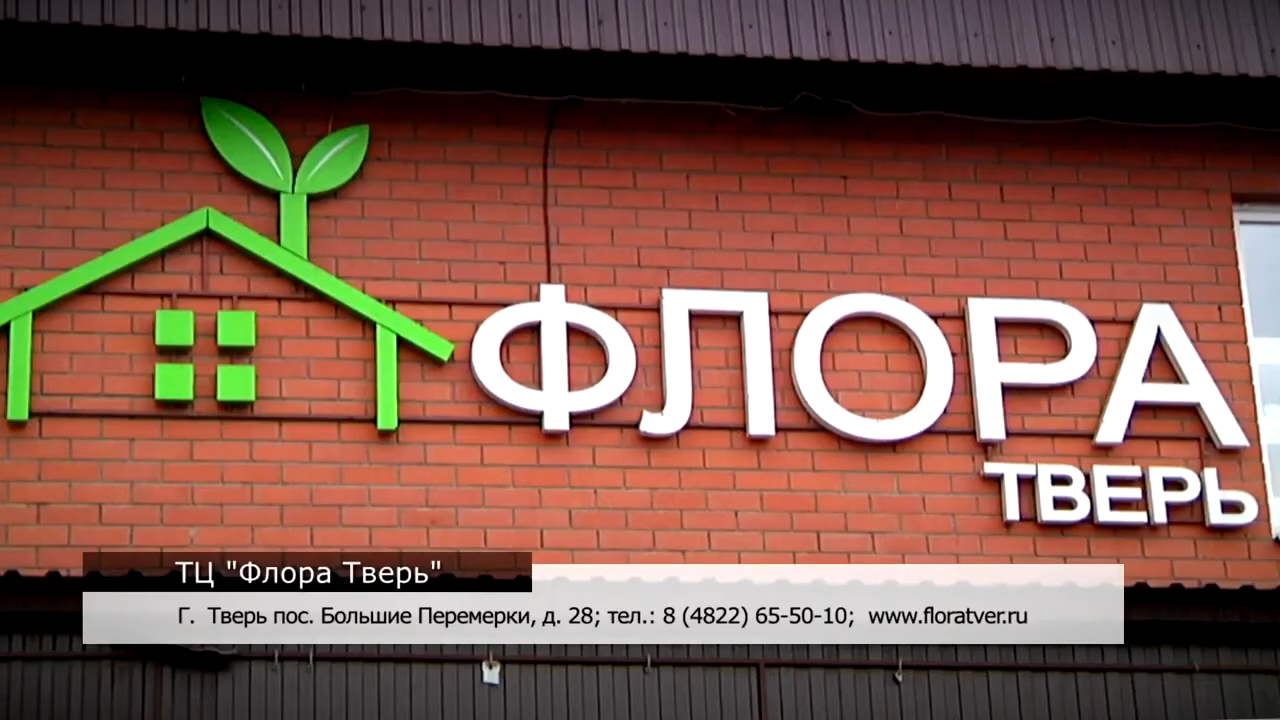 ФЛОРА
ТВЕРЬ
ТЦ "Флора Тверь"
Г. Тверь пос. Большие Перемерки, д. 28; тел.: 8 (4822) 65-50-10; www.floratver.ru